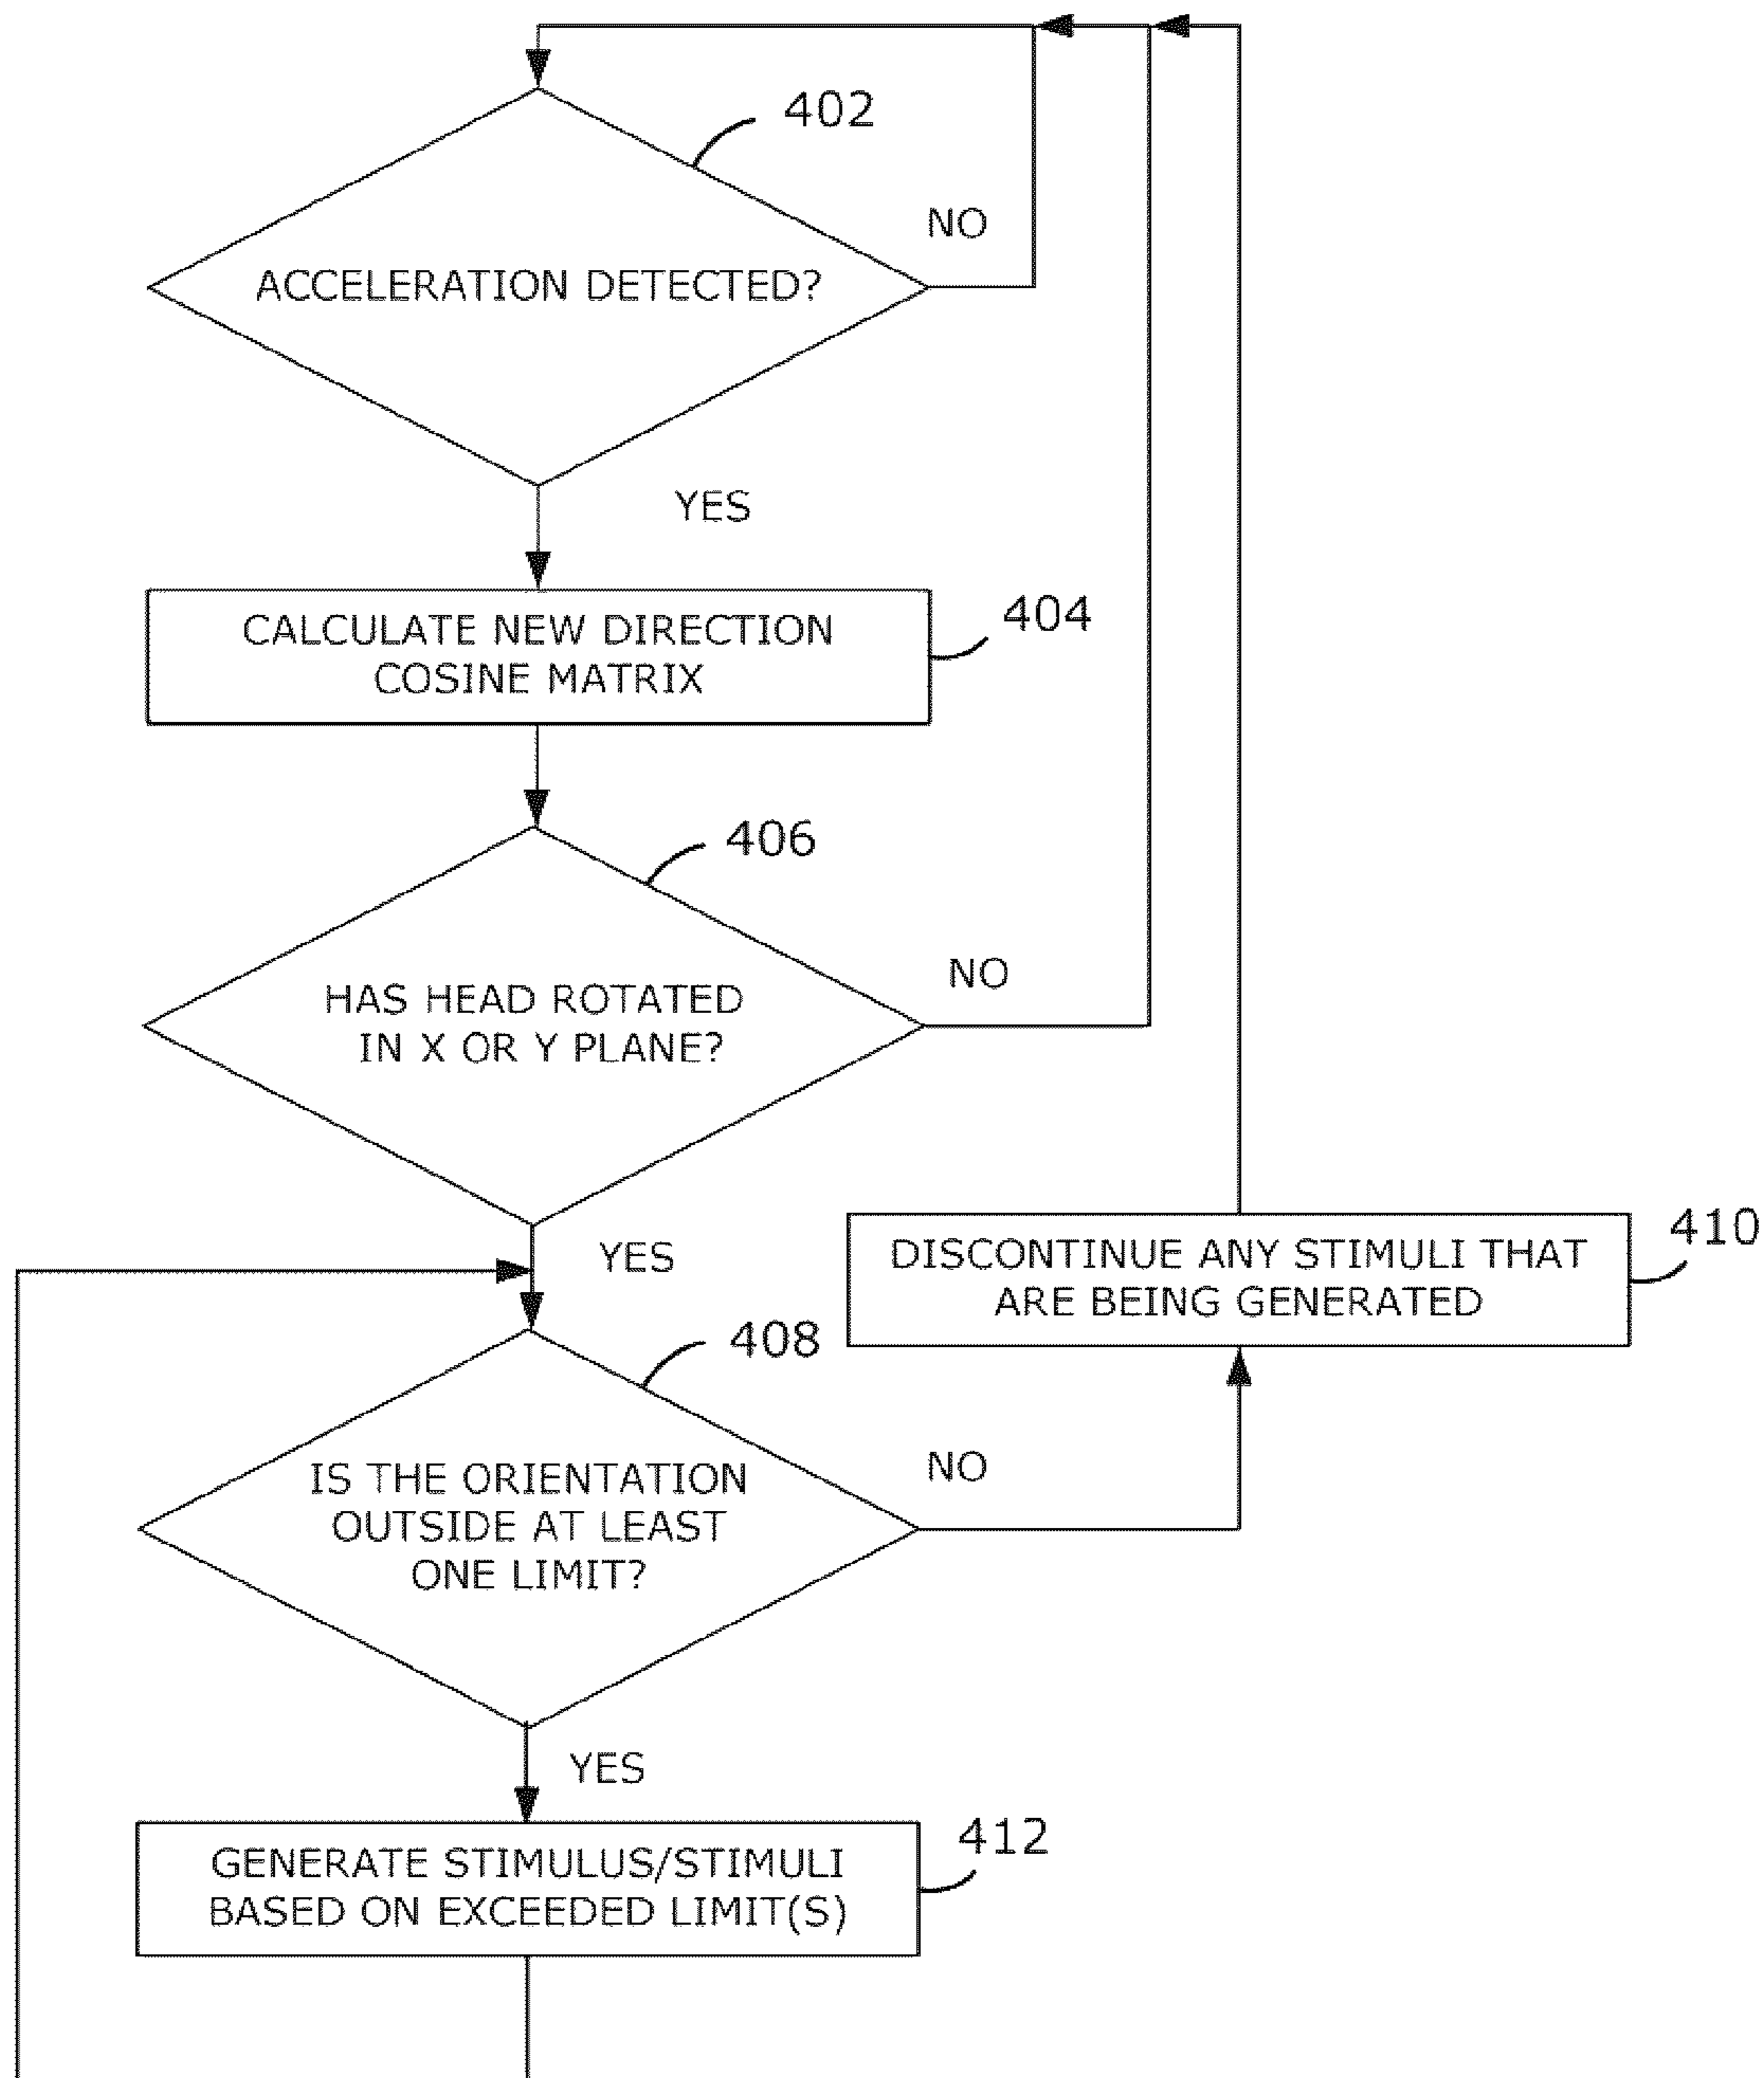 402
NO
ACCELERATION DETECTED?
YES
CALCULATE NEW DIRECTION
COSINE MATRIX
404
406
NO
HAS HEAD ROTATED
IN X OR Y PLANE?
YES
DISCONTINUE ANY STIMULI THAT
ARE BEING GENERATED
410
408
NO
IS THE ORIENTATION
OUTSIDE AT LEAST
ONE LIMIT?
YES
412
GENERATE STIMULUS/STIMULI
BASED ON EXCEEDED LIMIT(S)